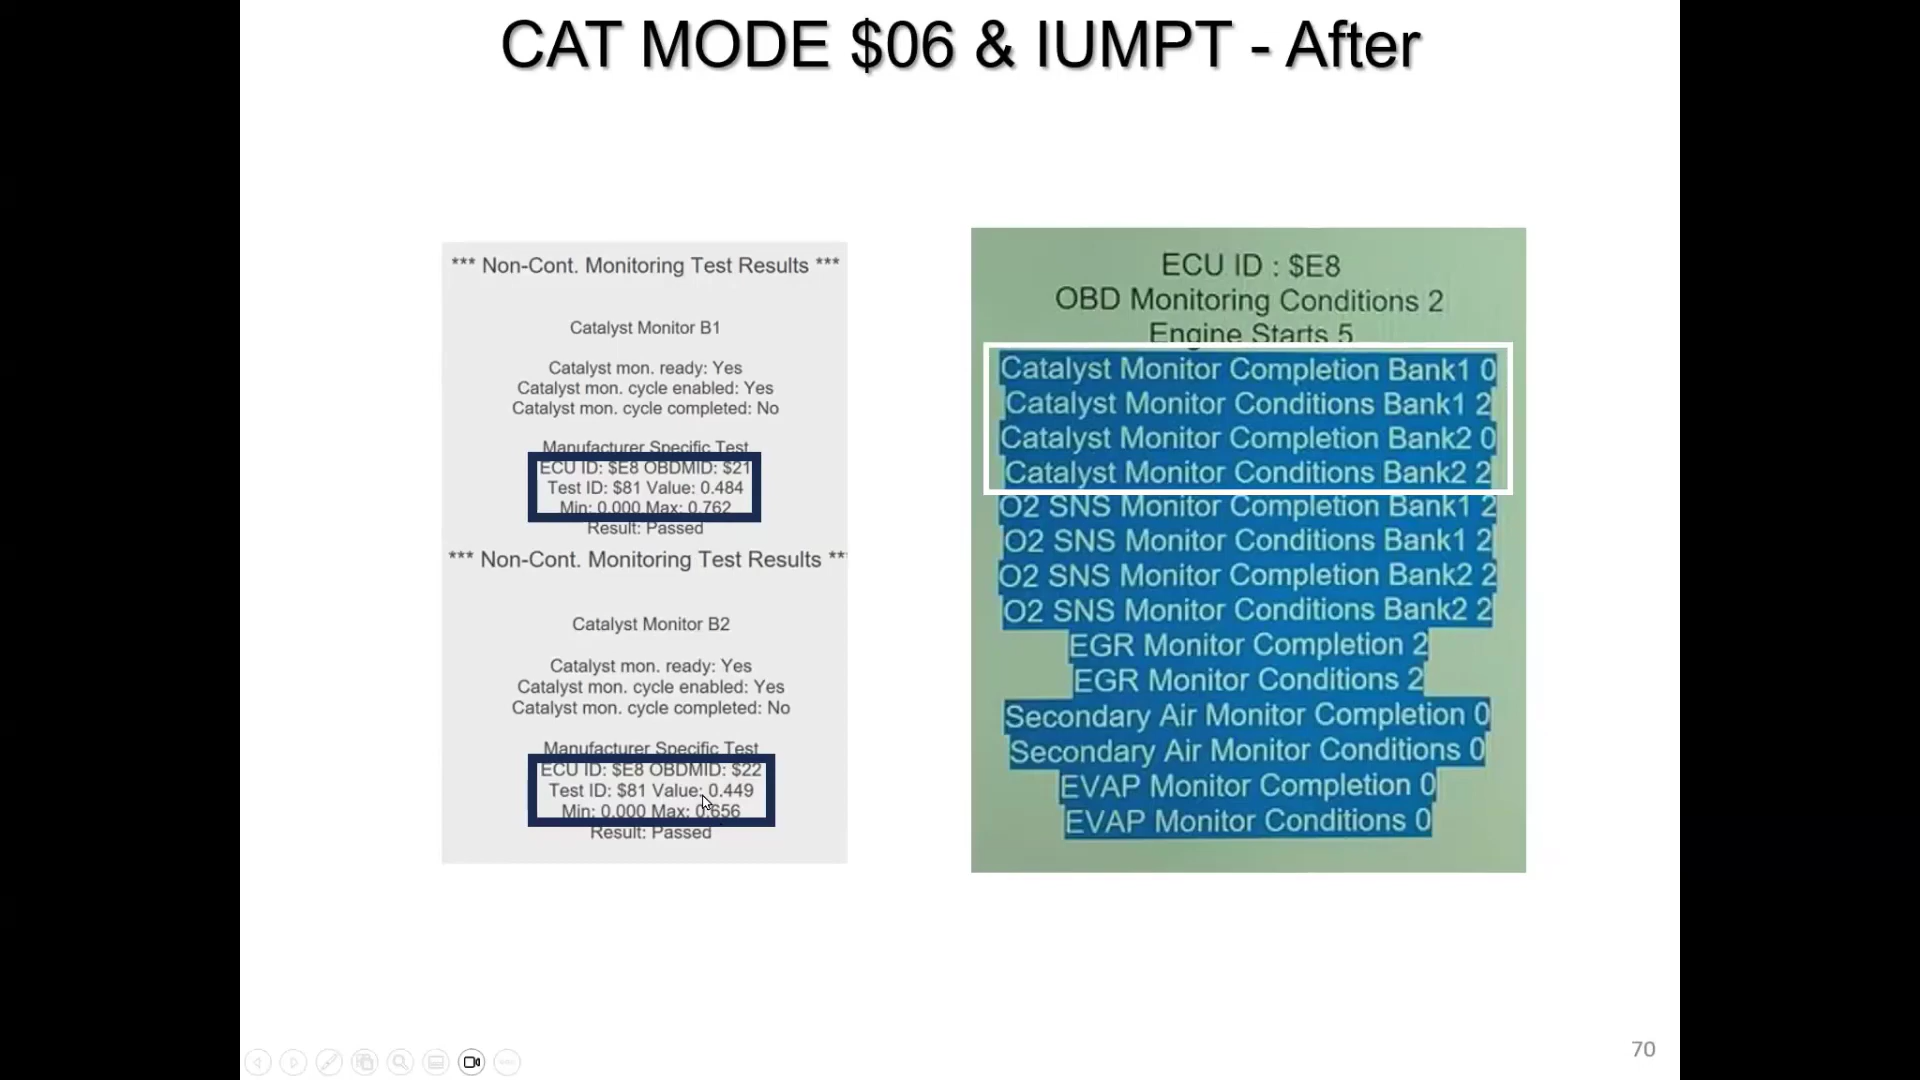 CAT MODE $06 & IUMPT - After
*** Non-Cont. Monitoring Test Results ***
Catalyst Monitor B1
Catalyst mon. ready: Yes
Catalyst mon. cycle enabled: Yes
Catalyst mon. cycle completed: No
Manufacturer Specific Test
ECU ID: $E8 OBDMID: $21
Test ID: $81 Value: 0.484
Min: 0.000 Max: 0.762
Result: Passed
*** Non-Cont. Monitoring Test Results **
Catalyst Monitor B2
Catalyst mon. ready: Yes
Catalyst mon. cycle enabled: Yes
Catalyst mon. cycle completed: No
Manufacturer Specific Test
ECU ID: $E8 OBDMID: $22
Test ID: $81 Value: 0.449
Min: 0.000 Max: 0.656
Result: Passed
ECU ID : $E8
OBD Monitoring Conditions 2
Engine Starts 5
Catalyst Monitor Completion Bank1 0
Catalyst Monitor Conditions Bank1 2
Catalyst Monitor Completion Bank2 0
Catalyst Monitor Conditions Bank2 2
O2 SNS Monitor Completion Bank1 2
O2 SNS Monitor Conditions Bank1 2
O2 SNS Monitor Completion Bank2 2
O2 SNS Monitor Conditions Bank2 2
EGR Monitor Completion 2
EGR Monitor Conditions 2
Secondary Air Monitor Completion 0
Secondary Air Monitor Conditions 0
EVAP Monitor Completion 0
EVAP Monitor Conditions 0
70